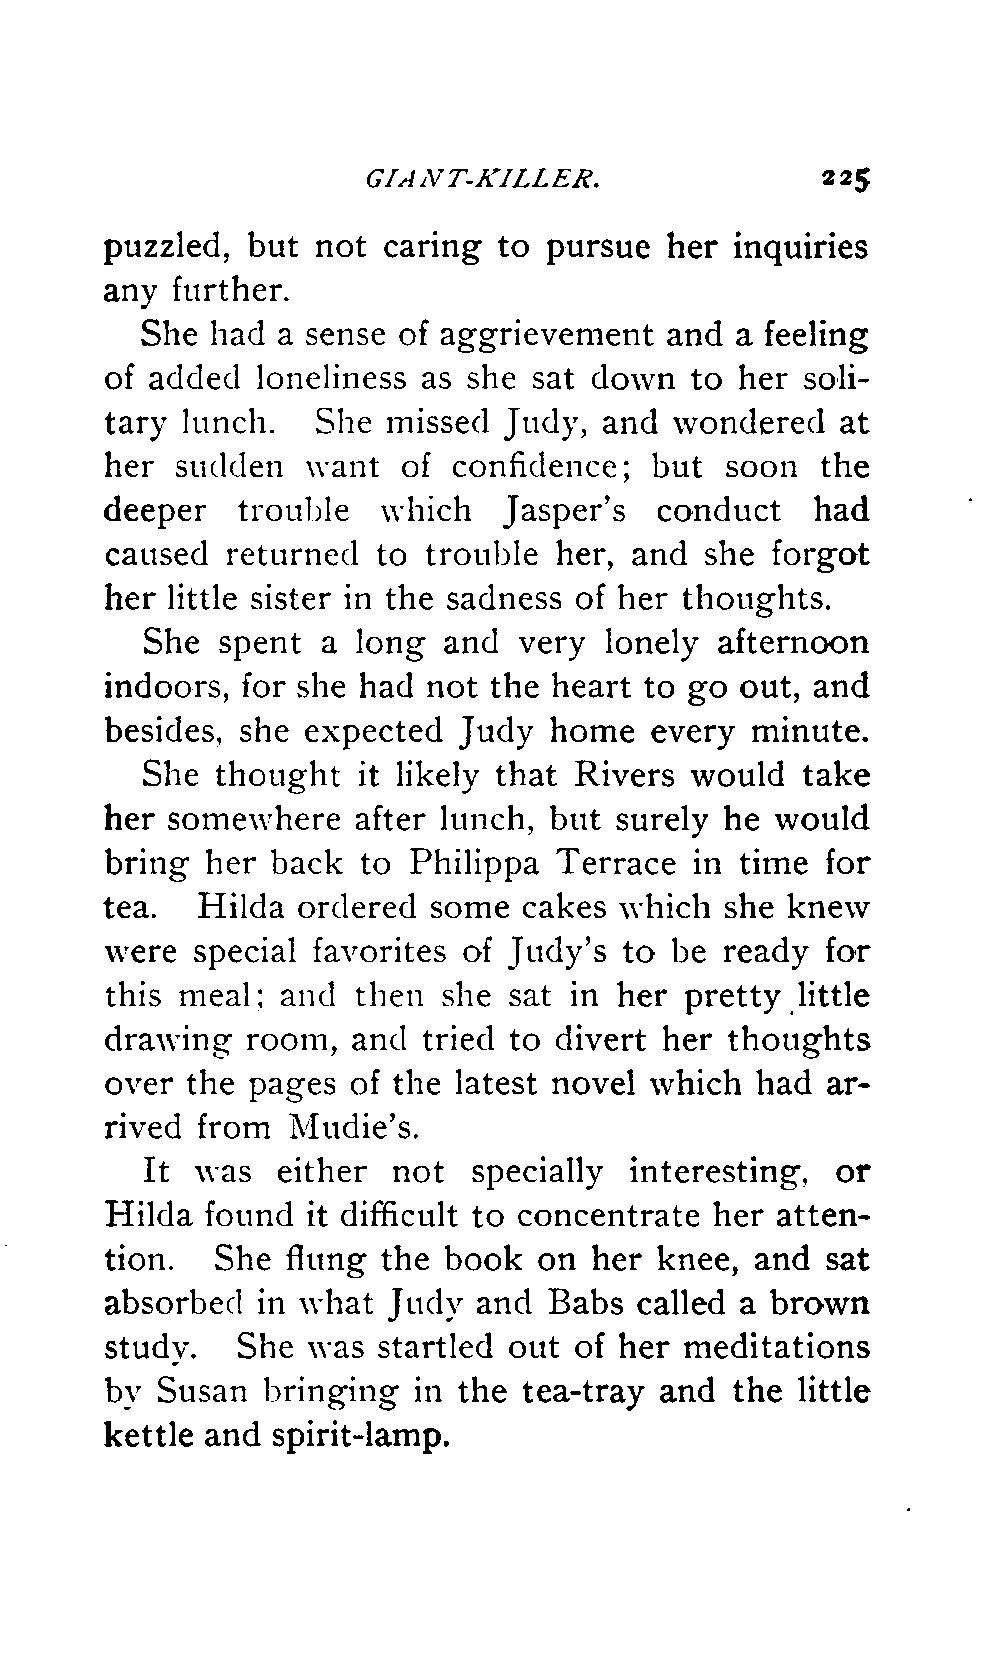 GIANT-KILLER. 225
puzzled, but not caring to pursue her inquiries
any further.
She had a sense of aggrievement and a feeling
of added loneliness as she sat down to her soli-
tary lunch. She missed Judy, and wondered at
her sudden want of confidence; but soon the
deeper trouble which Jasper's conduct had
caused returned to trouble her, and she forgot
her little sister in the sadness of her thoughts.
She spent a long and very lonely afternoon
indoors, for she had not the heart to go out, and
besides, she expected Judy home every minute.
She thought it likely that Rivers would take
her somewhere after lunch, but surely he would
bring her back to Philippa Terrace in time for
tea. Hilda ordered some cakes which she knew
were special favorites of Judy's to be ready for
this meal; and then she sat in her pretty little
drawing room, and tried to divert her thoughts
over the pages of the latest novel which had ar-
rived from Mudie's.
It was either not specially interesting, or
Hilda found it difficult to concentrate her atten-
tion. She flung the book on her knee, and sat
absorbed in what Judy and Babs called a brown
study. She was startled out of her meditations
by Susan bringing in the tea-tray and the little
kettle and spirit-lamp.